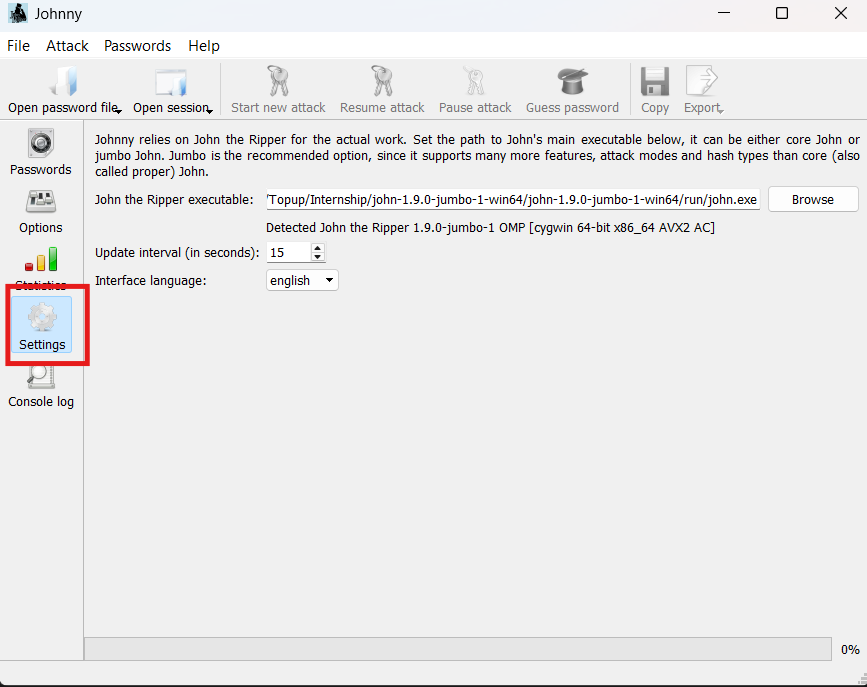 Johnny
File Attack Passwords Help
Open password file Open session Start new attack Resume attack Pause attack Guess password Copy Export
Passwords
Options
Statistics
Settings
Console log
Johnny relies on John the Ripper for the actual work. Set the path to John's main executable below, it can be either core John or
jumbo John. Jumbo is the recommended option, since it supports many more features, attack modes and hash types than core (also
called proper) John.
John the Ripper executable: 'Topup/Internship/john-1.9.0-jumbo-1-win64/john-1.9.0-jumbo-1-win64/run/john.exe Browse
Detected John the Ripper 1.9.0-jumbo-1 OMP [cygwin 64-bit x86_64 AVX2 AC]
Update interval (in seconds): 15
Interface language: english
0%